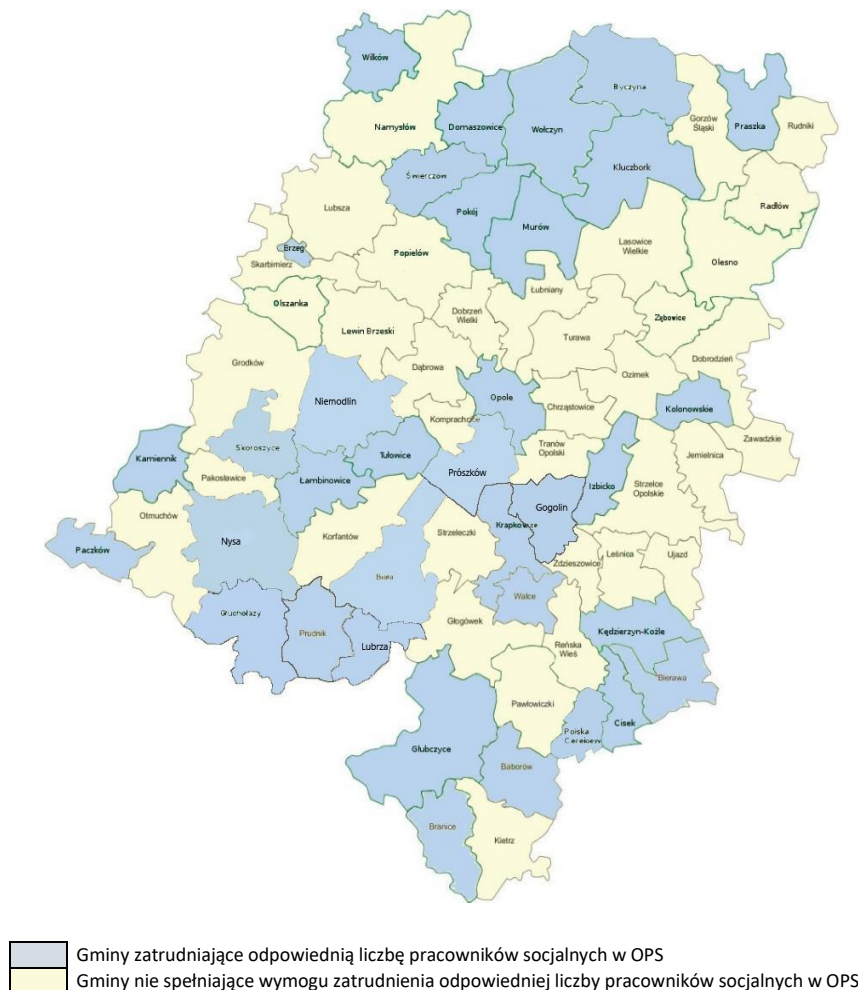 Wilków
Byczyna
Namysłów
Domaszowice
Wołczyn
Gorzów
Śląski
Praszka
Rudniki
Kluczbork
Świerczow
Lubsza
Pokój
Murów
Radłów
Brzeg
Skarbimierz
Popielów
Lasowice
Wielkie
Olesno
Olszanka
Łubniany
Lewin Brzeski
Dobrzeń
Wielki
Zębowice
Turawa
Grodków
Dąbrowa
Ozimek
Dobrodzień
Niemodlin
Opole
Chrząstowice
Kolonowskie
Komprachcice
Skoroszyce
Tułowice
Tranów
Opolski
Zawadzkie
Kamiennik
Jemielnica
Pakosławice
Łambinowice
Prószków
Izbicko
Strzelce
Opolskie
Otmuchów
Gogolin
Nysa
Korfantów
Strzeleczki
Krapkowice
Paczków
Zdzieszowice
Leśnica
Ujazd
Biała
Walce
Głuchołazy
Prudnik
Lubrza
Głogówek
Kędzierzyn-Koźle
Reńska
Wieś
Bierawa
Pawłowiczki
Polska
Cisek
Głubczyce
Baborów
Branice
Kietrz
Gminy zatrudniające odpowiednią liczbę pracowników socjalnych w OPS
Gminy nie spełniające wymogu zatrudnienia odpowiedniej liczby pracowników socjalnych w OPS